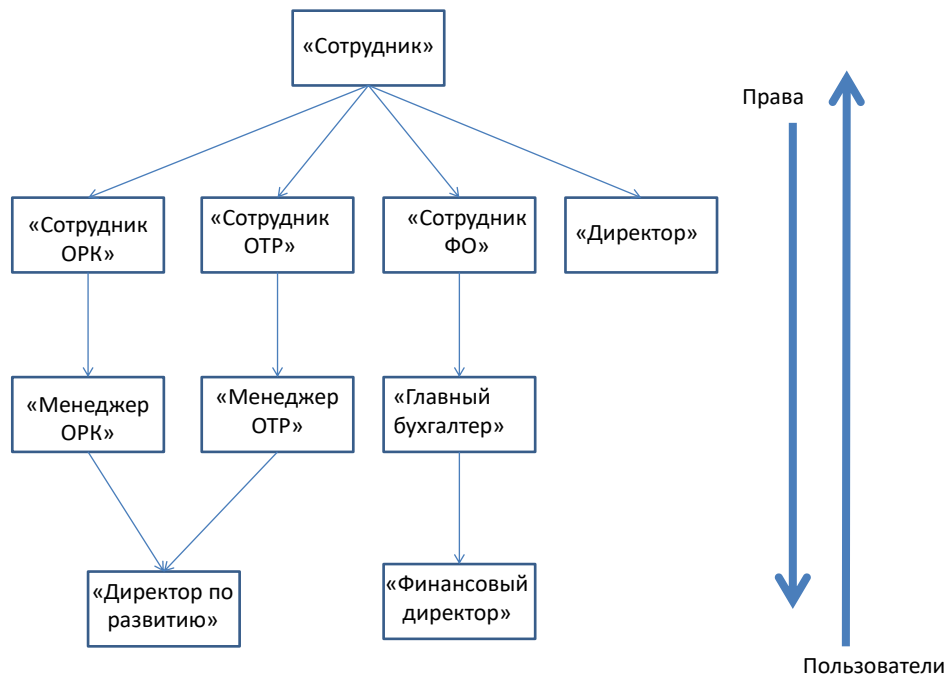 «Сотрудник»
Права
«Сотрудник
ОРК»
«Сотрудник
ОТР»
«Сотрудник
ФО»
«Директор»
«Менеджер
ОРК»
«Менеджер
ОТР»
«Главный
бухгалтер»
«Директор по
развитию»
«Финансовый
директор»
Пользователи